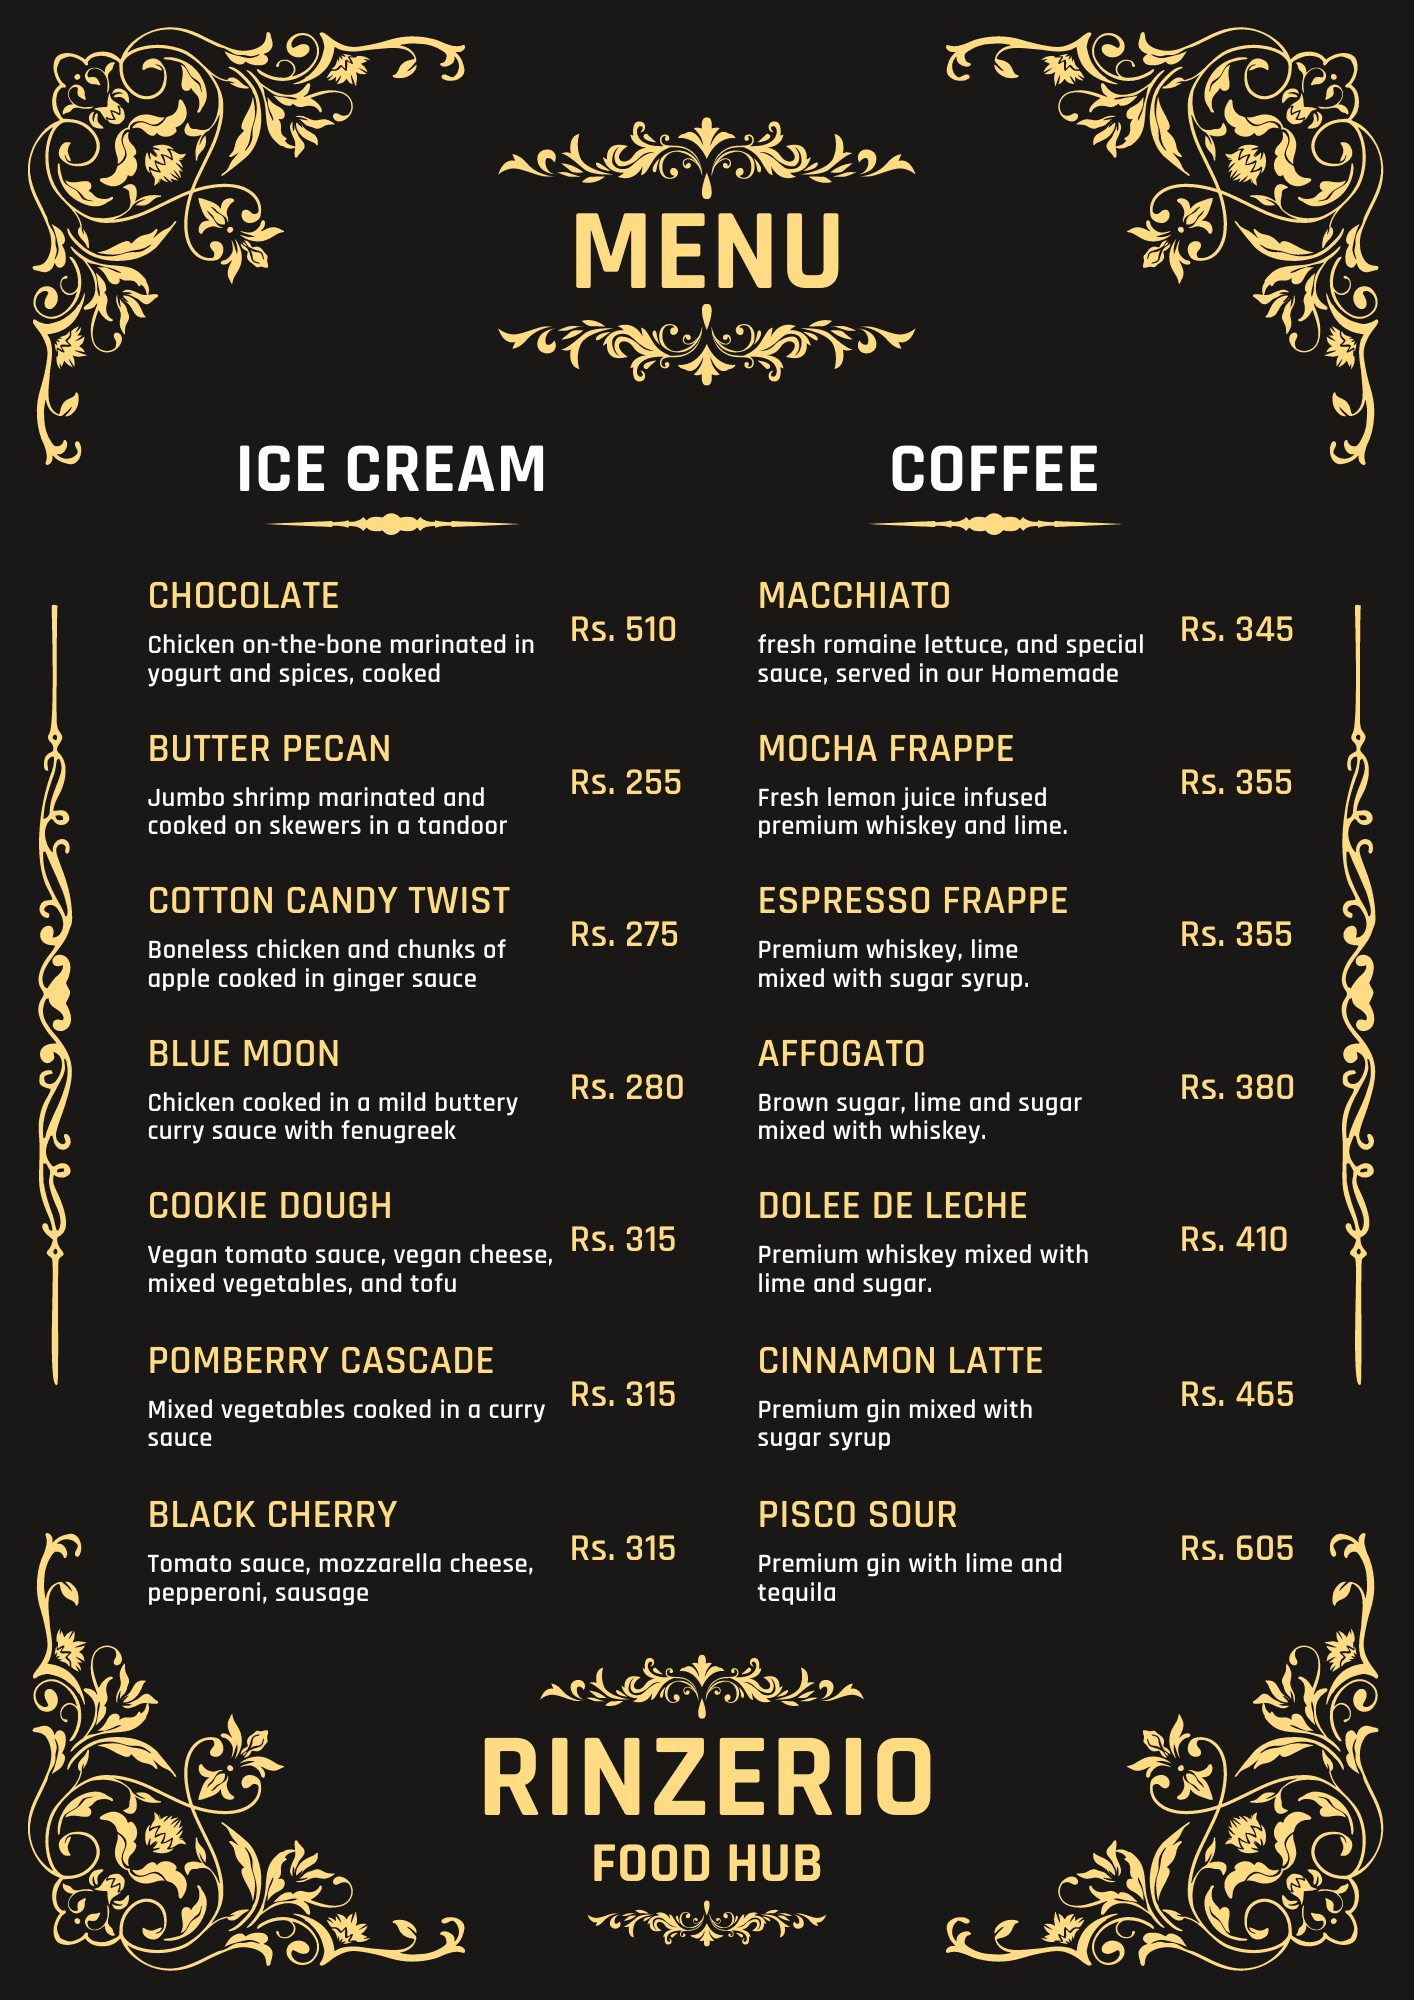 MENU
ICE CREAM
CHOCOLATE
Chicken on-the-bone marinated in
yogurt and spices, cooked
Rs. 510
BUTTER PECAN
Jumbo shrimp marinated and
cooked on skewers in a tandoor
Rs. 255
COTTON CANDY TWIST
Boneless chicken and chunks of
apple cooked in ginger sauce
Rs. 275
BLUE MOON
Chicken cooked in a mild buttery
curry sauce with fenugreek
Rs. 280
COOKIE DOUGH
Vegan tomato sauce, vegan cheese,
mixed vegetables, and tofu
Rs. 315
POMBERRY CASCADE
Mixed vegetables cooked in a curry
sauce
Rs. 315
BLACK CHERRY
Tomato sauce, mozzarella cheese,
pepperoni, sausage
Rs. 315
COFFEE
MACCHIATO
fresh romaine lettuce, and special
sauce, served in our Homemade
Rs. 345
MOCHA FRAPPE
Fresh lemon juice infused
premium whiskey and lime.
Rs. 355
ESPRESSO FRAPPE
Premium whiskey, lime
mixed with sugar syrup.
Rs. 355
AFFOGATO
Brown sugar, lime and sugar
mixed with whiskey.
Rs. 380
DOLEE DE LECHE
Premium whiskey mixed with
lime and sugar.
Rs. 410
CINNAMON LATTE
Premium gin mixed with
sugar syrup
Rs. 465
PISCO SOUR
Premium gin with lime and
tequila
Rs. 605
RINZERIO
FOOD HUB